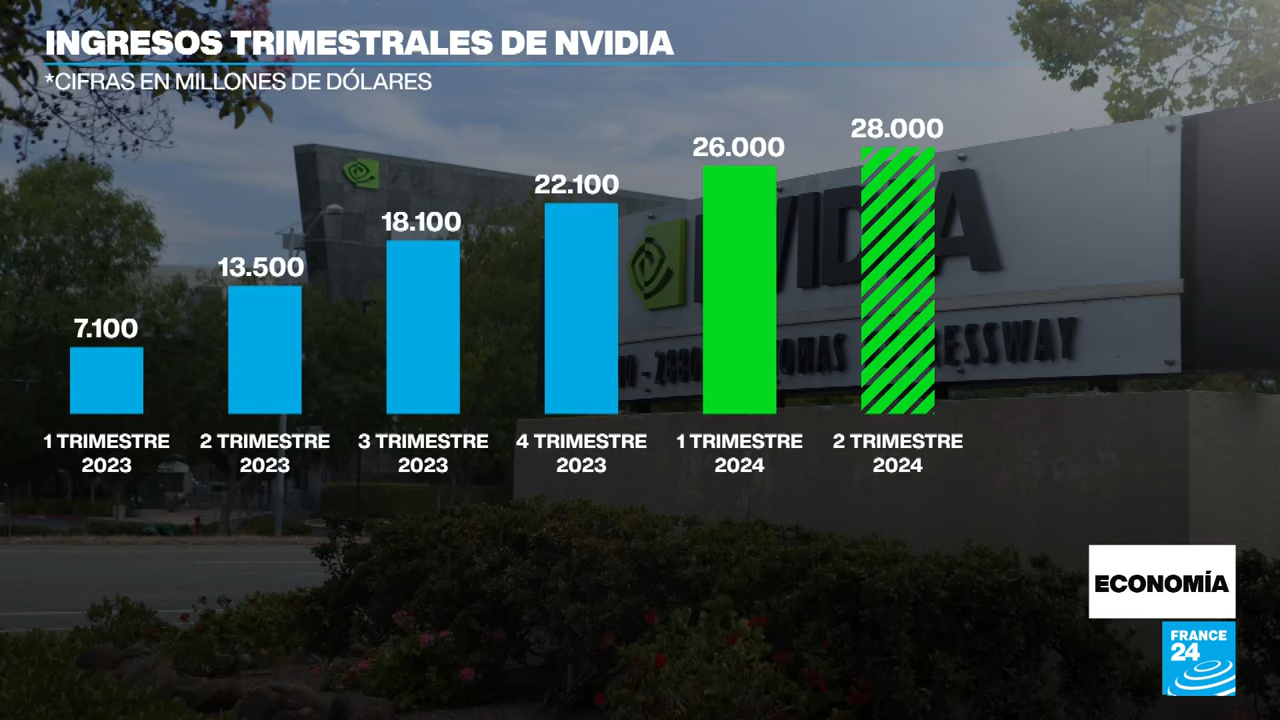 INGRESOS TRIMESTRALES DE NVIDIA
*CIFRAS EN MILLONES DE DÓLARES
7.100
13.500
18.100
22.100
26.000
28.000
1 TRIMESTRE
2023
2 TRIMESTRE
2023
3 TRIMESTRE
2023
4 TRIMESTRE
2023
1 TRIMESTRE
2024
2 TRIMESTRE
2024
ECONOMÍA
FRANCE
24